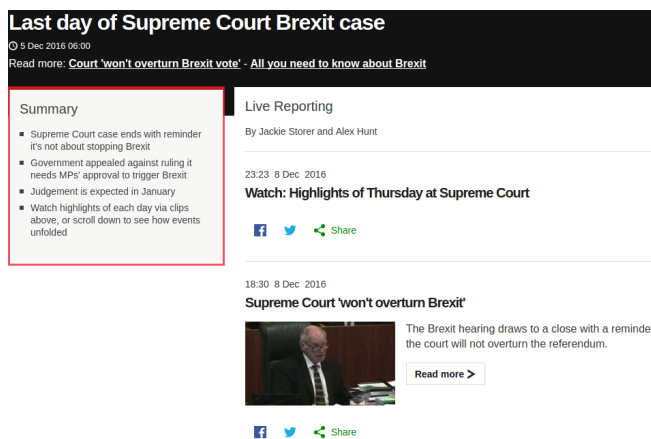 Last day of Supreme Court Brexit case
5 Dec 2016 06:00
Read more: Court 'won't overturn Brexit vote' - All you need to know about Brexit
Summary
Supreme Court case ends with reminder
it's not about stopping Brexit
Government appealed against ruling it
needs MPs' approval to trigger Brexit
Judgement is expected in January
Watch highlights of each day via clips
above, or scroll down to see how events
unfolded
Live Reporting
By Jackie Storer and Alex Hunt
23:23 8 Dec 2016
Watch: Highlights of Thursday at Supreme Court
Share
18:30 8 Dec 2016
Supreme Court 'won't overturn Brexit'
The Brexit hearing draws to a close with a reminde
the court will not overturn the referendum.
Read more >
Share